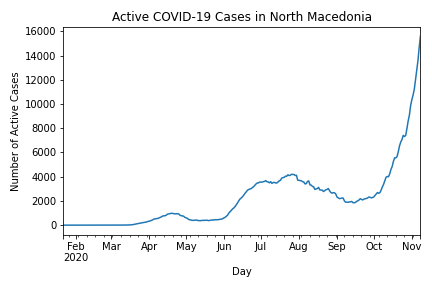 Active COVID-19 Cases in North Macedonia
Number of Active Cases
16000
14000
12000
10000
8000
6000
4000
2000
0
Feb Mar Apr May Jun Jul Aug Sep Oct Nov
2020
Day